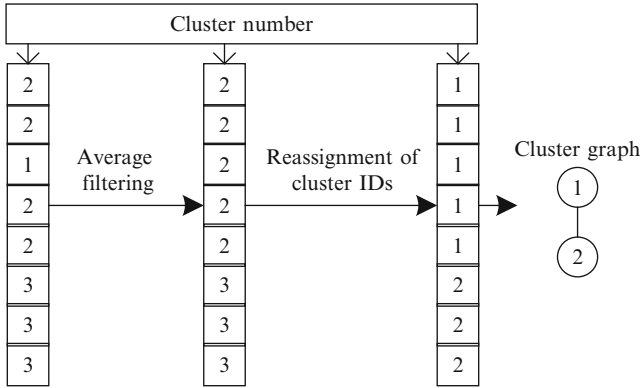 Cluster number
2 2 1
2 2 1
1 2 1
2 2 1
2 2 1
3 3 2
3 3 2
3 3 2
Average
filtering
Reassignment of
cluster IDs
Cluster graph
1
2